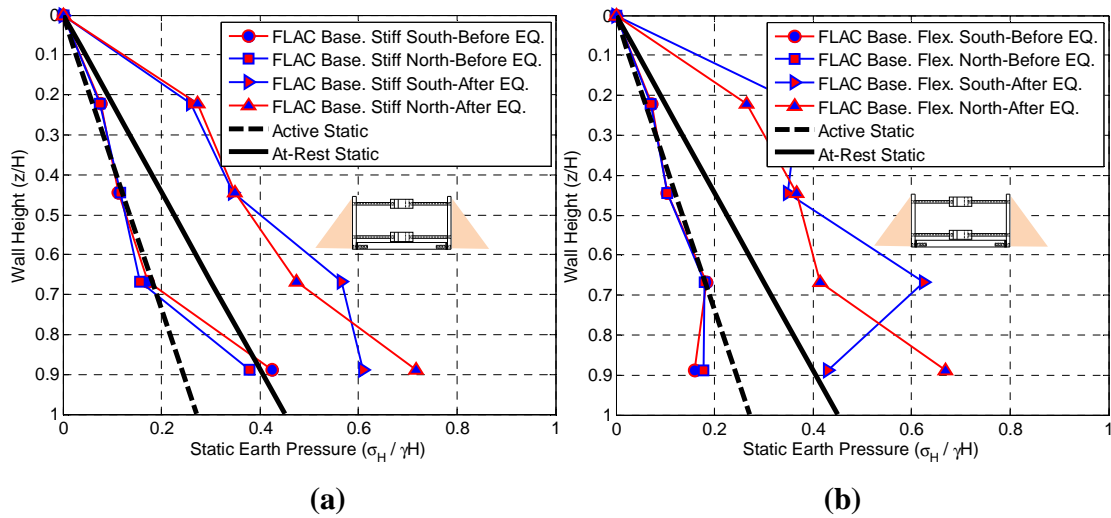 0
0.1
0.2
0.3
0.4
0.5
0.6
0.7
0.8
0.9
1
Wall Height (z/H)
FLAC Base. Stiff South-Before EQ.
FLAC Base. Stiff North-Before EQ.
FLAC Base. Stiff South-After EQ.
FLAC Base. Stiff North-After EQ.
Active Static
At-Rest Static
0 0.2 0.4 0.6 0.8 1
Static Earth Pressure (σH / γH)
(a)
0
0.1
0.2
0.3
0.4
0.5
0.6
0.7
0.8
0.9
1
Wall Height (z/H)
FLAC Base. Flex. South-Before EQ.
FLAC Base. Flex. North-Before EQ.
FLAC Base. Flex. South-After EQ.
FLAC Base. Flex. North-After EQ.
Active Static
At-Rest Static
0 0.2 0.4 0.6 0.8 1
Static Earth Pressure (σH / γH)
(b)